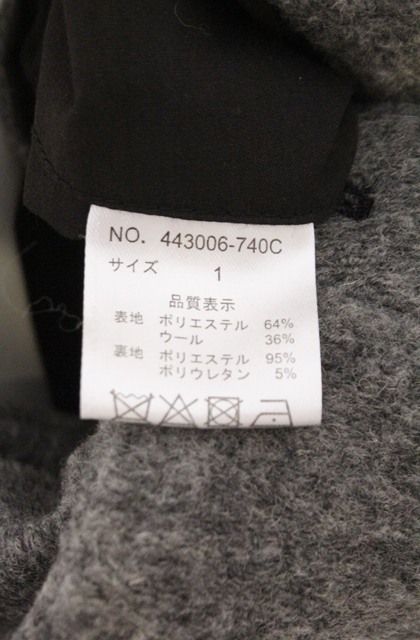 NO. 443006-740C
サイズ 1
品質表示
表地 ポリエステル 64%
ウール 36%
裏地 ポリエステル 95%
ポリウレタン 5%